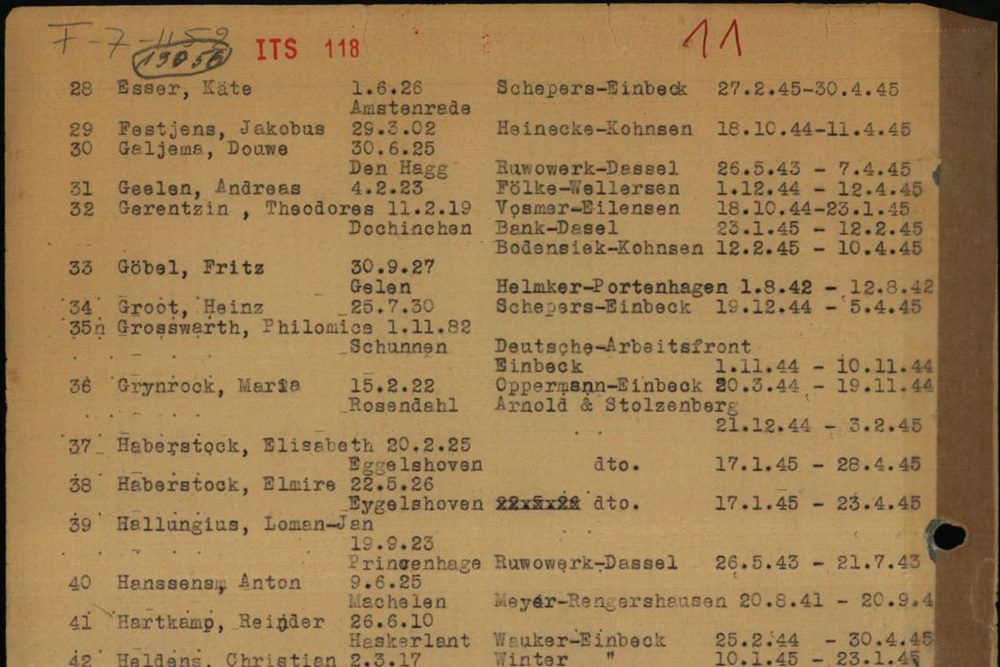 F-7-1159
19056 ITS 118 11
28 Esser, Käte 1.6.26 Schepers-Einbeck 27.2.45-30.4.45
Amstenrade
29 Festjens, Jakobus 29.3.02 Heinecke-Kohnsen 18.10.44-11.4.45
30 Galjema, Douwe 30.6.25
Den Hagg Ruwowerk-Dassel 26.5.43 - 7.4.45
31 Geelen, Andreas 4.2.23 Fölke-Wellersen 1.12.44 - 12.4.45
32 Gerentzin , Theodores 11.2.19 Vosmer-Eilensen 18.10.44-23.1.45
Dochinchen Bank-Dasel 23.1.45 - 12.2.45
Bodensiek-Kohnsen 12.2.45 - 10.4.45
33 Göbel, Fritz 30.9.27
Gelen Helmker-Portenhagen 1.8.42 - 12.8.42
34 Groot, Heinz 25.7.30 Schepers-Einbeck 19.12.44 - 5.4.45
35n Grosswarth, Philomica 1.11.82
Schunnen Deutsche-Arbeitsfront
Einbeck 1.11.44 - 10.11.44
36 Grynrock, Maria 15.2.22 Oppermann-Einbeck 20.3.44 - 19.11.44
Rosendahl Arnold & Stolzenberg
21.12.44 - 3.2.45
37 Haberstock, Elisabeth 20.2.25
Eggelshoven dto. 17.1.45 - 28.4.45
38 Haberstock, Elmire 22.5.26
Eygelshoven 22x5x26 dto. 17.1.45 - 23.4.45
39 Hallungius, Loman-Jan
19.9.23
Princenhage Ruwowerk-Dassel 26.5.43 - 21.7.43
40 Hanssens, Anton 9.6.25
Machelen Meyer-Rengershausen 20.8.41 - 20.9.4
41 Hartkamp, Reinder 26.6.10
Haskerlant Wauker-Einbeck 25.2.44 - 30.4.45
42 Heldens, Christian 2.3.17 Winter " 10.1.45 - 23.1.45